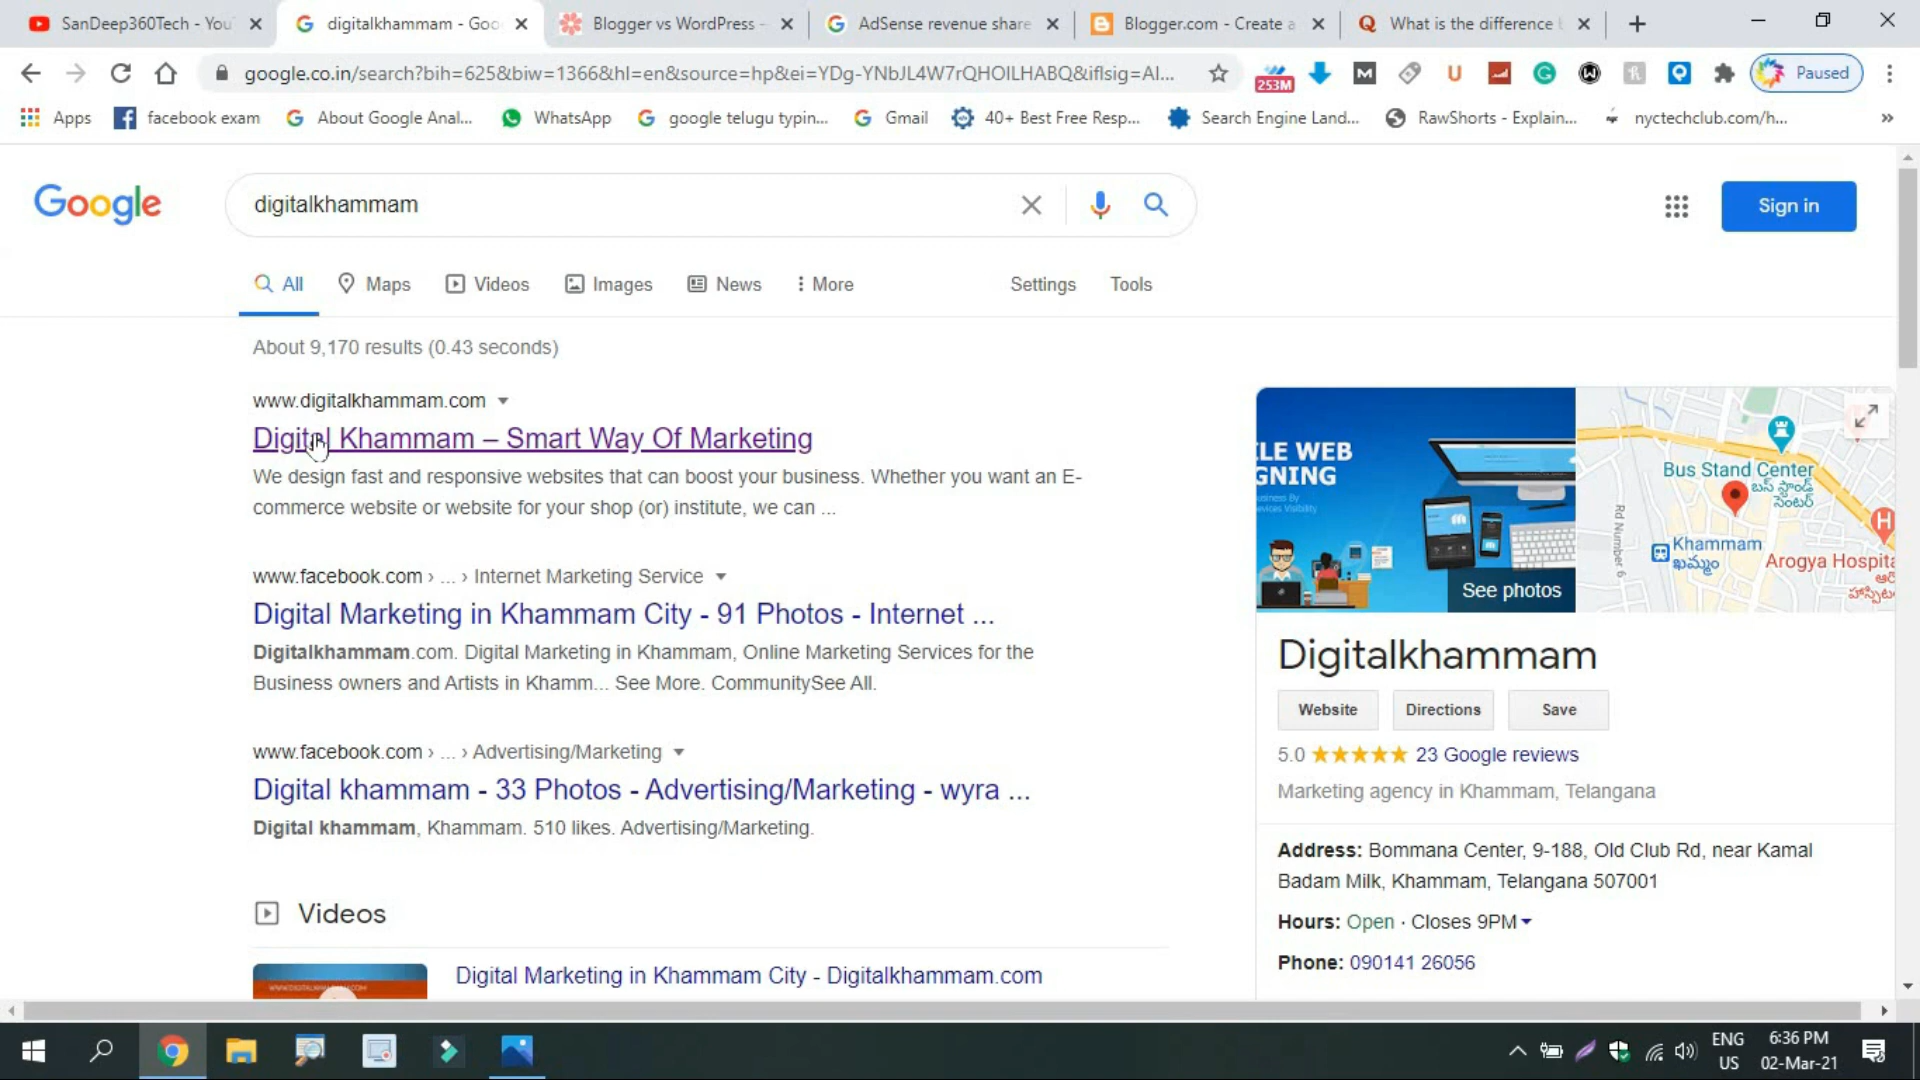 SanDeep360Tech - You
digitalkhammam - Goo
Blogger vs WordPress -
AdSense revenue share
Blogger.com - Create a
What is the difference
google.co.in/search?bih=625&biw=1366&hl=en&source=hp&ei=YDg-YNbJL4W7rQHOILHABQ&iflsig=AI...
253M
Paused
Apps
facebook exam
About Google Anal...
WhatsApp
google telugu typin...
Gmail
40+ Best Free Resp...
Search Engine Land...
RawShorts - Explain...
nyctechclub.com/h...
Google
digitalkhammam
Sign in
All
Maps
Videos
Images
News
More
Settings
Tools
About 9,170 results (0.43 seconds)
www.digitalkhammam.com
Digital Khammam – Smart Way Of Marketing
We design fast and responsive websites that can boost your business. Whether you want an E-
commerce website or website for your shop (or) institute, we can ...
www.facebook.com › ... › Internet Marketing Service
Digital Marketing in Khammam City - 91 Photos - Internet ...
Digitalkhammam.com. Digital Marketing in Khammam, Online Marketing Services for the
Business owners and Artists in Khamm... See More. CommunitySee All.
www.facebook.com › ... › Advertising/Marketing
Digital khammam - 33 Photos - Advertising/Marketing - wyra ...
Digital khammam, Khammam. 510 likes. Advertising/Marketing.
Videos
Digital Marketing in Khammam City - Digitalkhammam.com
LE WEB
GNING
See photos
Bus Stand Center
బస్ స్టాండ్
సెంటర్
Rd Number 6
Khammam
ఖమ్మం
Arogya Hospita
Digitalkhammam
Website
Directions
Save
5.0
23 Google reviews
Marketing agency in Khammam, Telangana
Address: Bommana Center, 9-188, Old Club Rd, near Kamal
Badam Milk, Khammam, Telangana 507001
Hours: Open · Closes 9PM
Phone: 090141 26056
ENG
US
6:36 PM
02-Mar-21